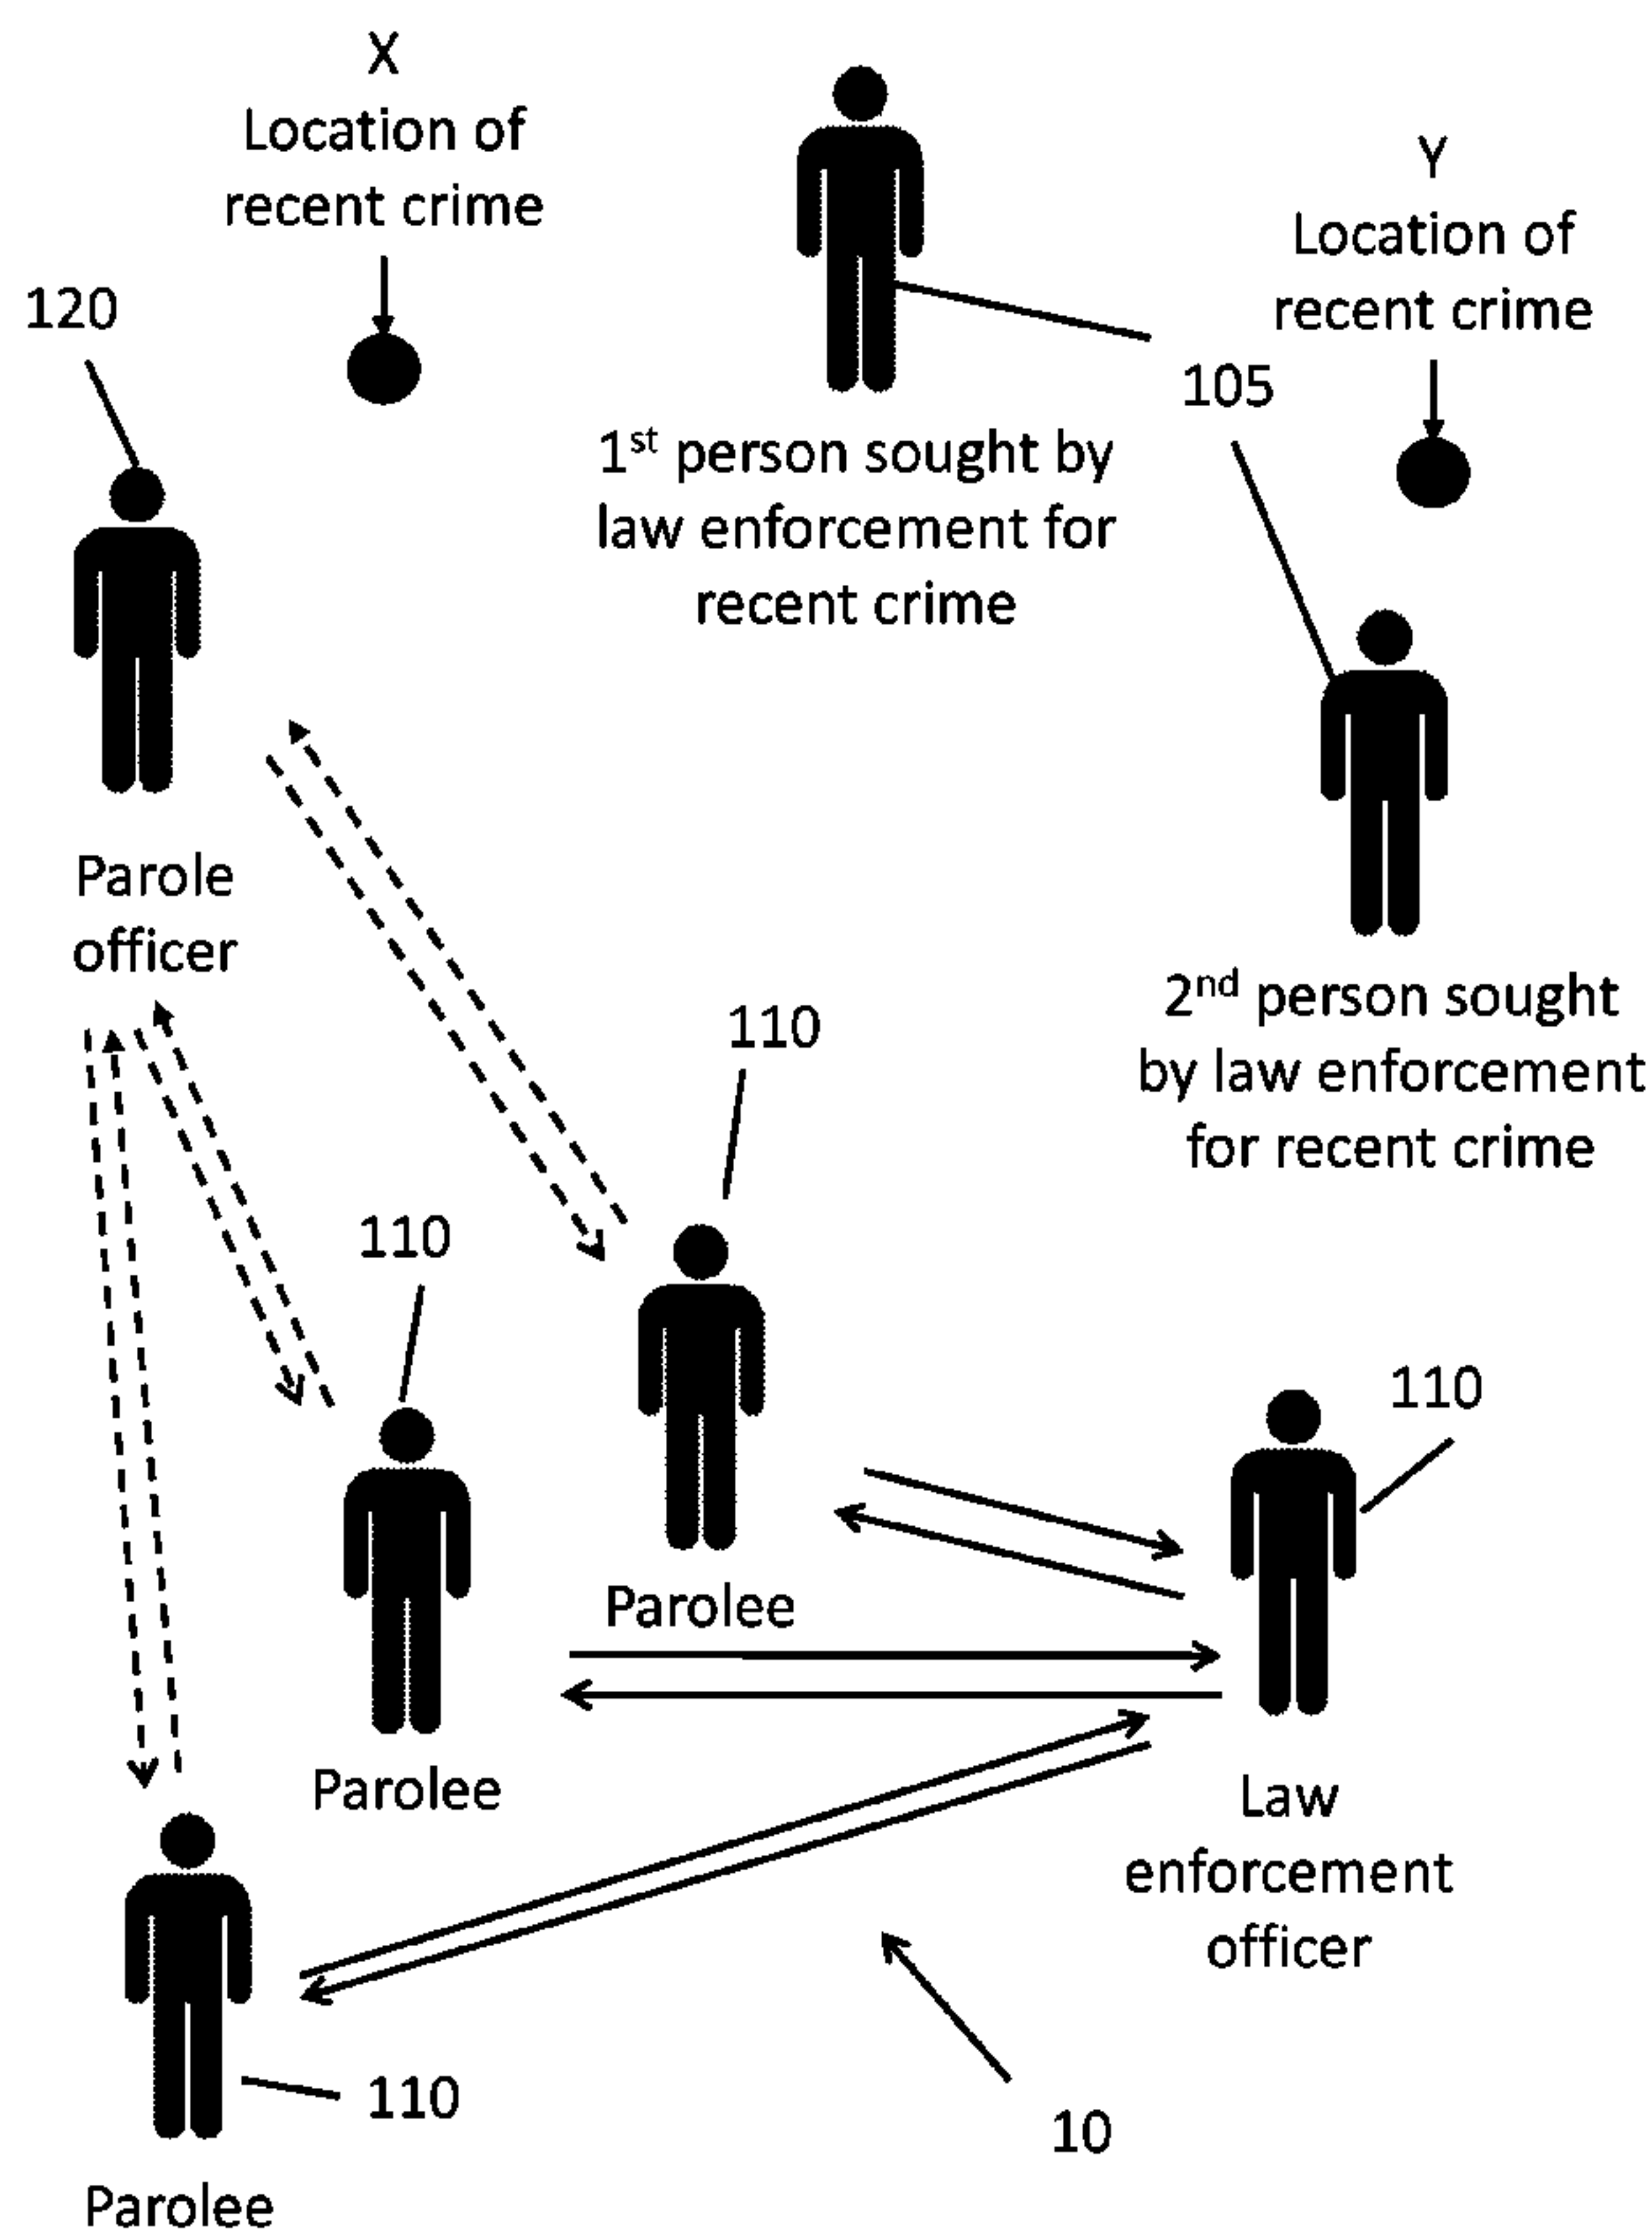 X
Location of
recent crime
Y
Location of
recent crime
120
105
1st person sought by
law enforcement for
recent crime
Parole
officer
2nd person sought
by law enforcement
for recent crime
110
110
110
Parolee
Parolee
Law
enforcement
officer
110
10
Parolee